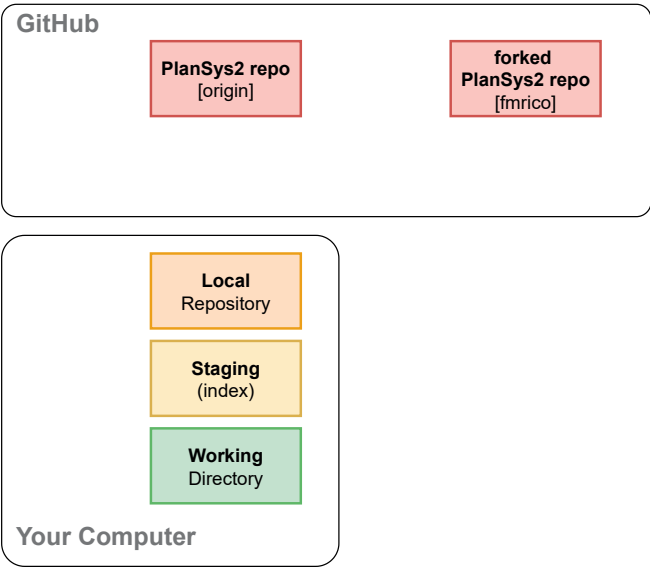 GitHub
PlanSys2 repo
[origin]
forked
PlanSys2 repo
[fmrico]
Local
Repository
Staging
(index)
Working
Directory
Your Computer